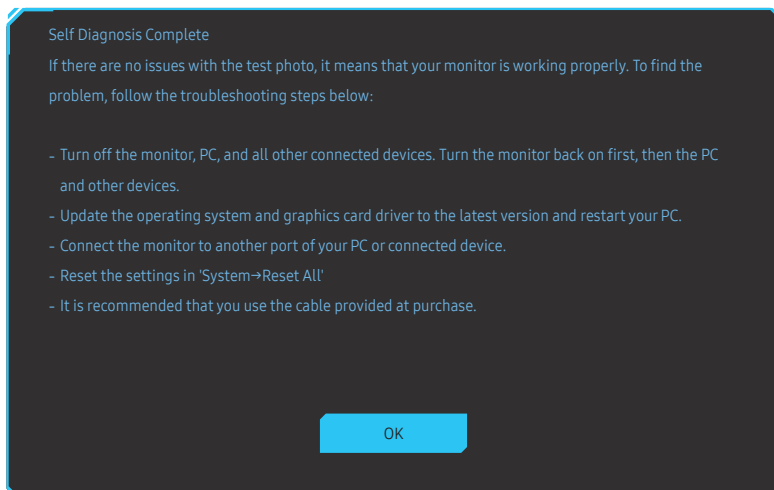 Self Diagnosis Complete
If there are no issues with the test photo, it means that your monitor is working properly. To find the
problem, follow the troubleshooting steps below:
- Turn off the monitor, PC, and all other connected devices. Turn the monitor back on first, then the PC
and other devices.
- Update the operating system and graphics card driver to the latest version and restart your PC.
- Connect the monitor to another port of your PC or connected device.
- Reset the settings in 'System→Reset All'
- It is recommended that you use the cable provided at purchase.
OK